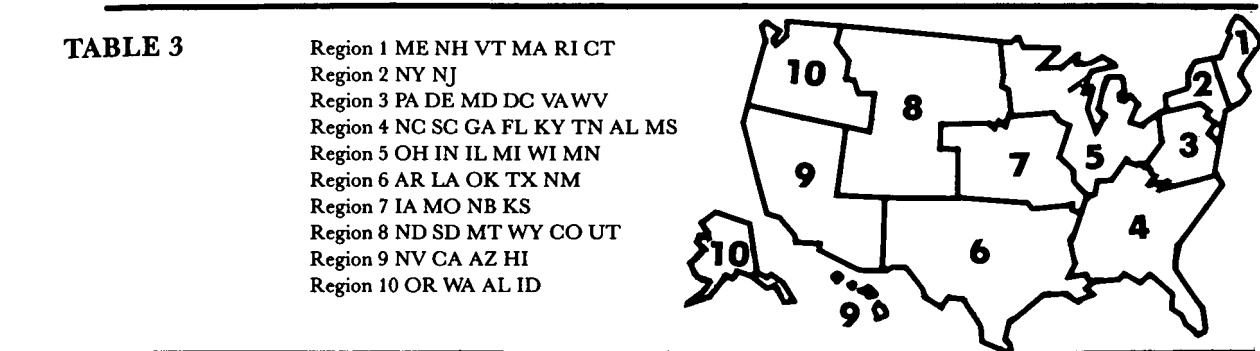 TABLE 3
Region 1 ME NH VT MA RI CT
Region 2 NY NJ
Region 3 PA DE MD DC VA WV
Region 4 NC SC GA FL KY TN AL MS
Region 5 OH IN IL MI WI MN
Region 6 AR LA OK TX NM
Region 7 IA MO NB KS
Region 8 ND SD MT WY CO UT
Region 9 NV CA AZ HI
Region 10 OR WA AL ID
1
10
2
8
3
5
7
9
4
10
6
9